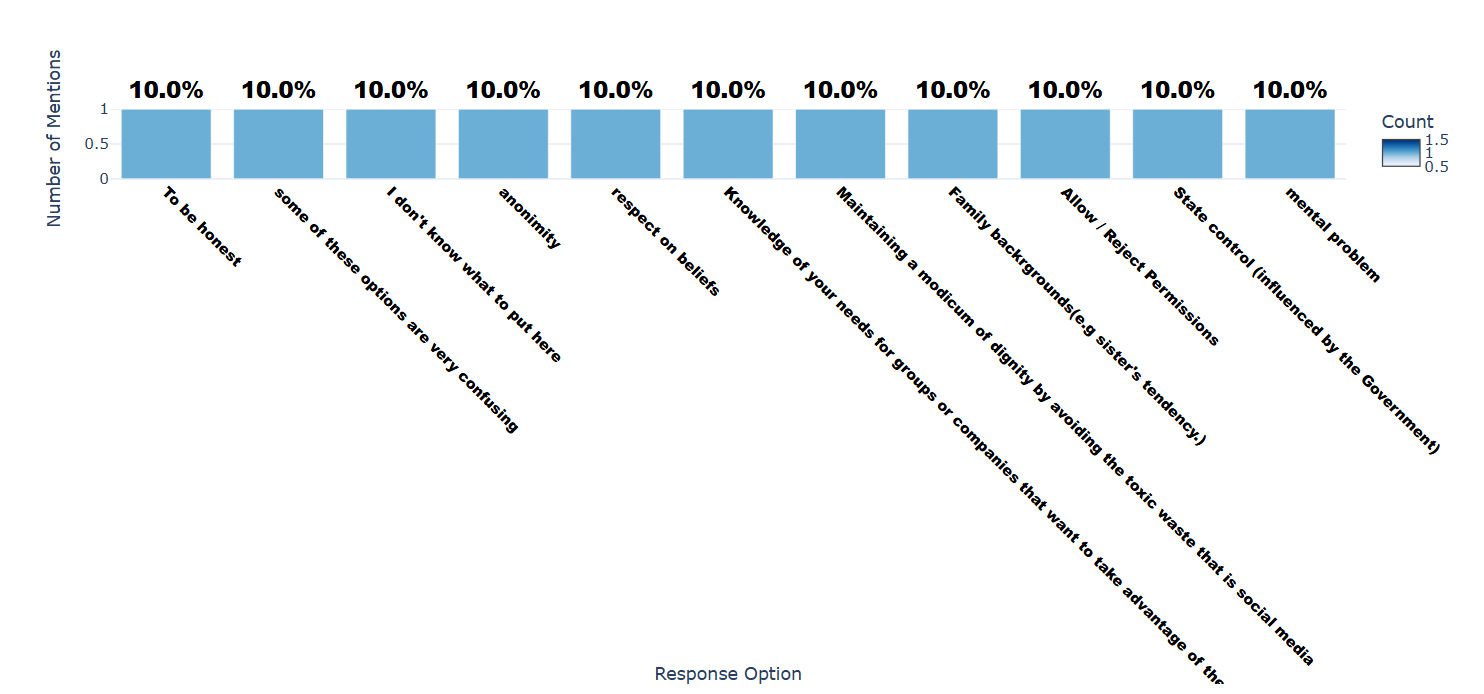 10.0% 10.0% 10.0% 10.0% 10.0% 10.0% 10.0% 10.0% 10.0% 10.0% 10.0%
Number of Mentions
1
0.5
0
Count
1.5
1
0.5
To be honest
some of these options are very confusing
I don't know what to put here
anonimity
respect on beliefs
Knowledge of your needs for groups or companies that want to take advantage of the
Maintaining a modicum of dignity by avoiding the toxic waste that is social media
Family backrgrounds(e.g sister's tendency.)
Allow / Reject Permissions
State control (influenced by the Government)
mental problem
Response Option